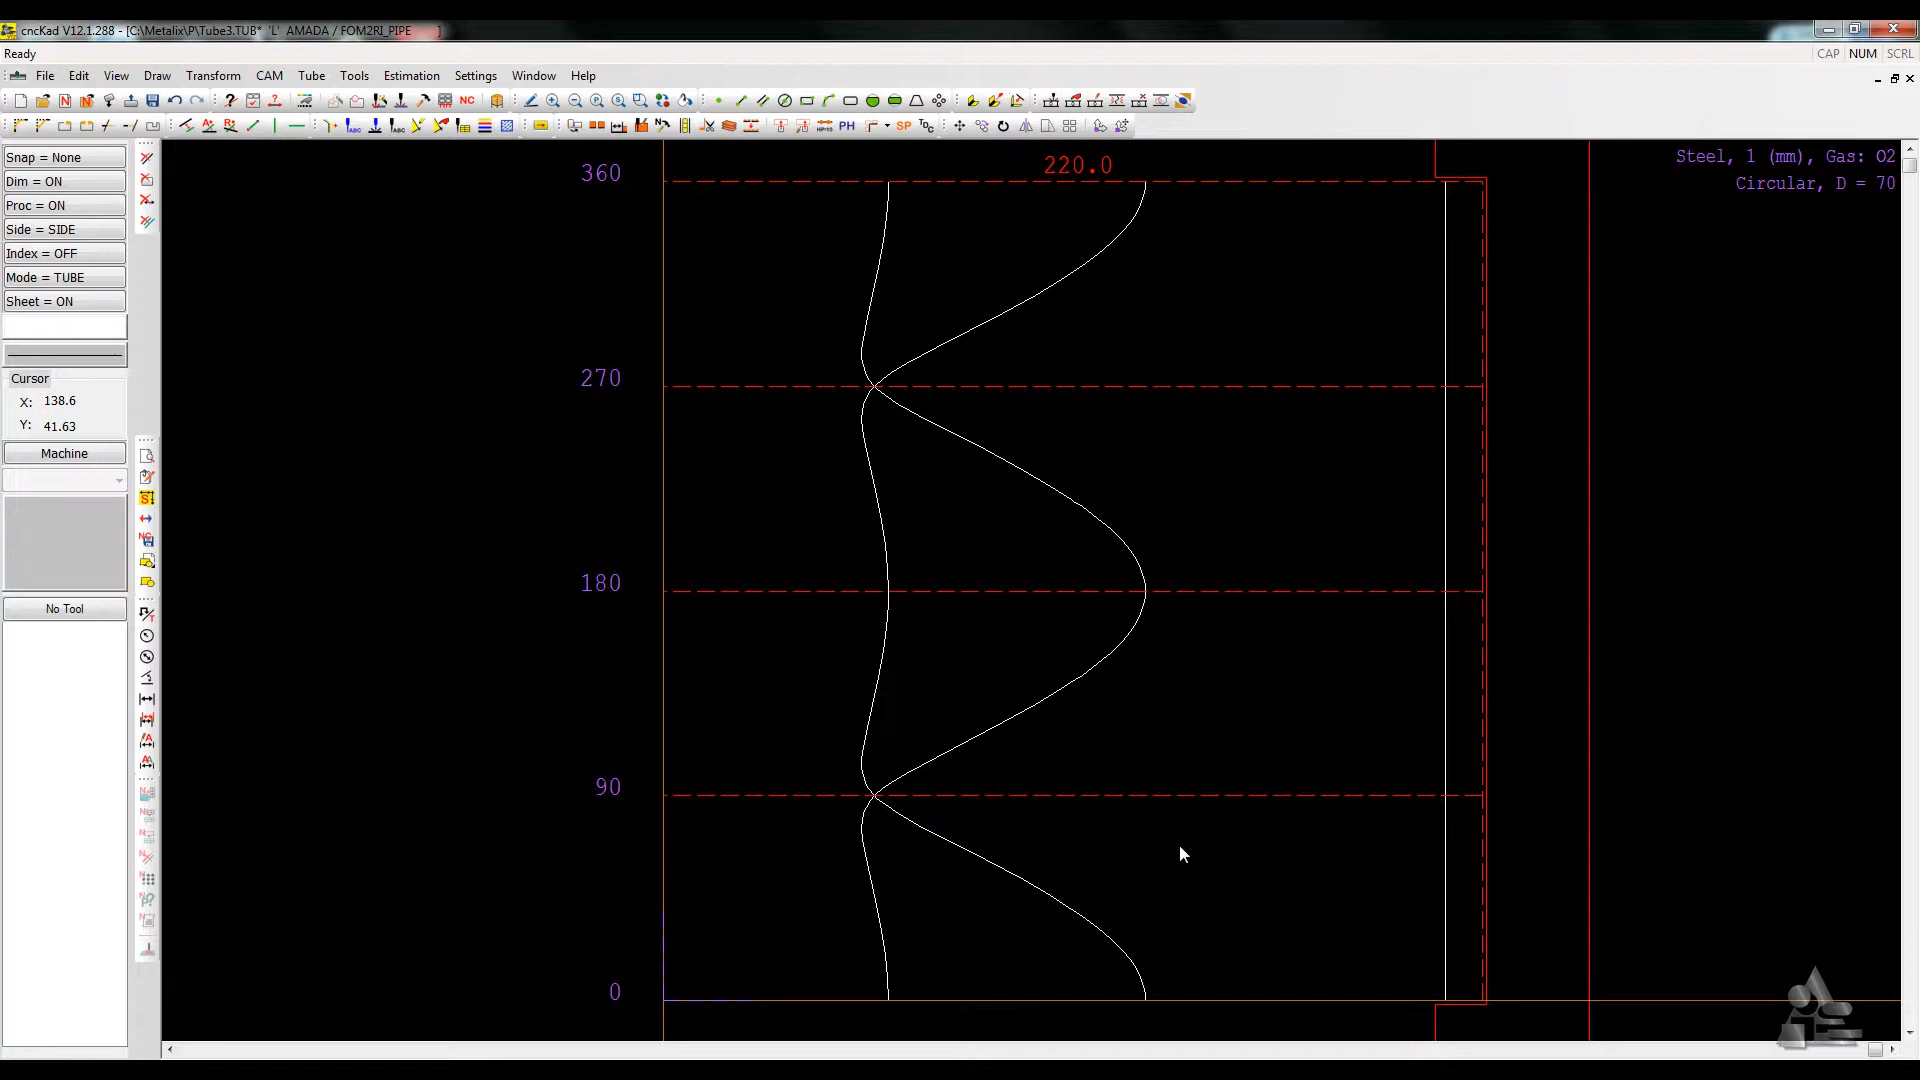 cncKad V12.1.288 - [C:\Metalix\P\Tube3.TUB* 'L' AMADA / FOM2RI_PIPE ]
Ready
CAP NUM SCRL
File Edit View Draw Transform CAM Tube Tools Estimation Settings Window Help
NC
PH SP
Snap = None
Dim = ON
Proc = ON
Side = SIDE
Index = OFF
Mode = TUBE
Sheet = ON
Cursor
X: 138.6
Y: 41.63
Machine
No Tool
220.0
Steel, 1 (mm), Gas: O2
Circular, D = 70
360
270
180
90
0